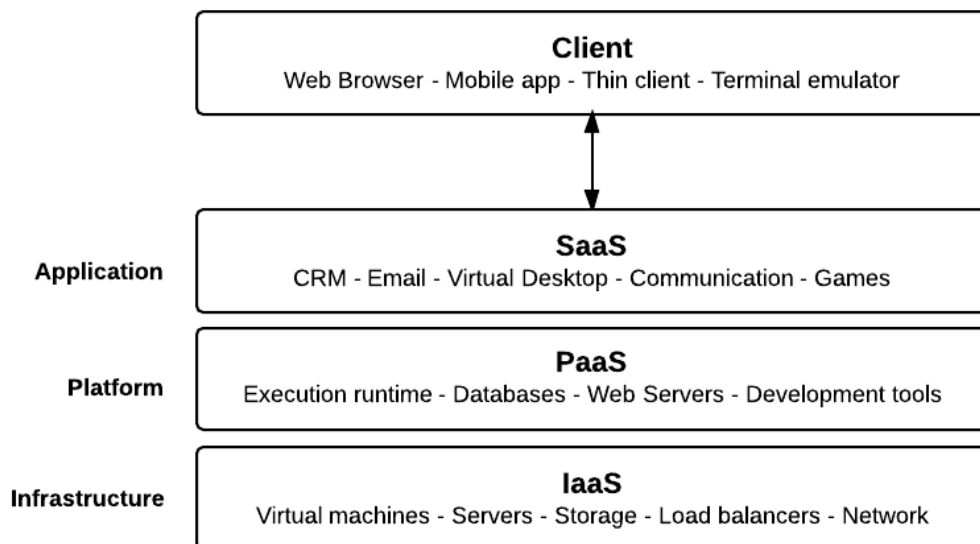 Client
Web Browser - Mobile app - Thin client - Terminal emulator
Application
SaaS
CRM - Email - Virtual Desktop - Communication - Games
Platform
PaaS
Execution runtime - Databases - Web Servers - Development tools
Infrastructure
IaaS
Virtual machines - Servers - Storage - Load balancers - Network